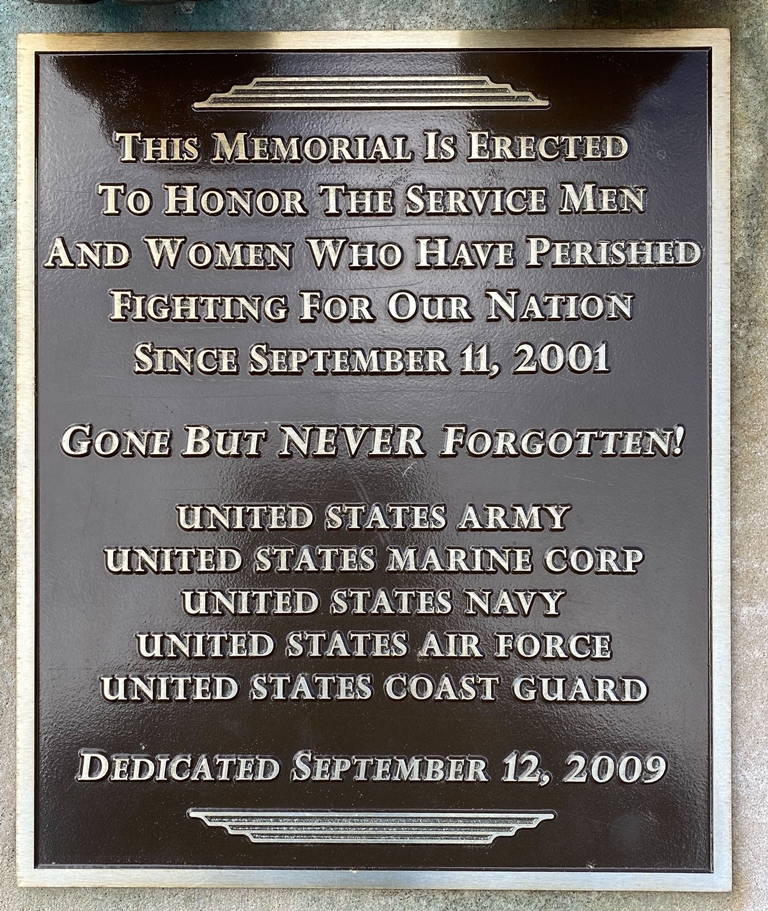 This Memorial Is Erected
To Honor The Service Men
And Women Who Have Perished
Fighting For Our Nation
Since September 11, 2001
Gone But NEVER Forgotten!
UNITED STATES ARMY
UNITED STATES MARINE CORP
UNITED STATES NAVY
UNITED STATES AIR FORCE
UNITED STATES COAST GUARD
Dedicated September 12, 2009